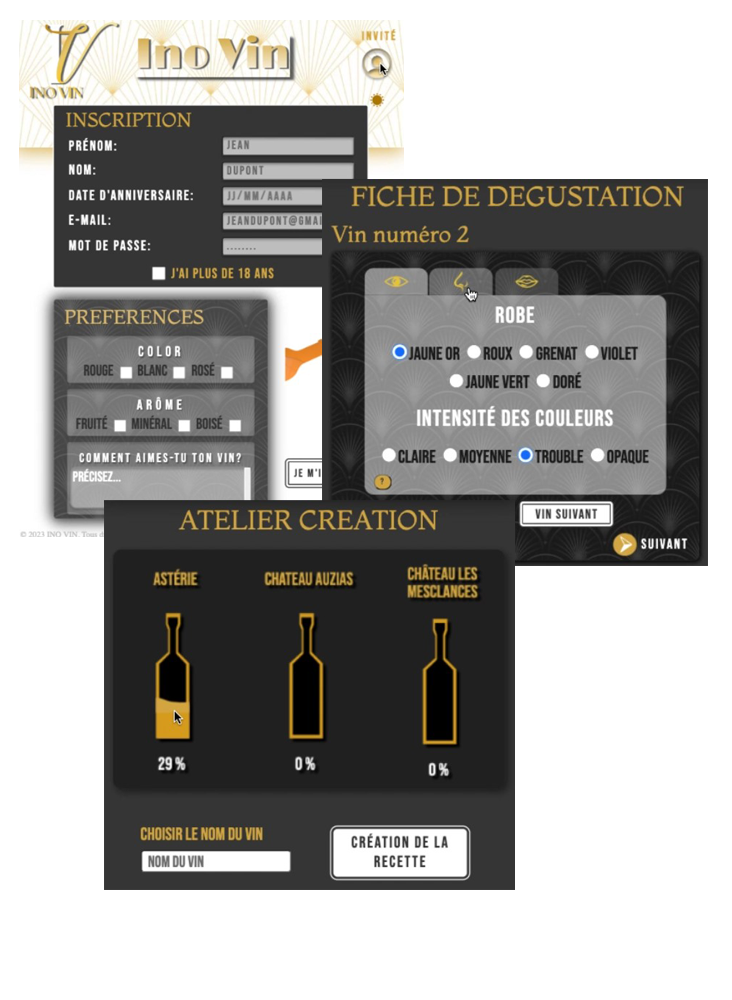 INO VIN
Ino Vin
INVITÉ
INSCRIPTION
PRÉNOM: JEAN
NOM: DUPONT
DATE D'ANNIVERSAIRE: JJ/MM/AAAA
E-MAIL: JEANDUPONT@GMAI
MOT DE PASSE: ........
J'AI PLUS DE 18 ANS
PREFERENCES
COLOR
ROUGE BLANC ROSÉ
ARÔME
FRUITÉ MINÉRAL BOISÉ
COMMENT AIMES-TU TON VIN?
PRÉCISEZ...
JE M'I
© 2023 INO VIN. Tous d
FICHE DE DEGUSTATION
Vin numéro 2
ROBE
JAUNE OR ROUX GRENAT VIOLET
JAUNE VERT DORÉ
INTENSITÉ DES COULEURS
CLAIRE MOYENNE TROUBLE OPAQUE
?
VIN SUIVANT
SUIVANT
ATELIER CREATION
ASTÉRIE CHATEAU AUZIAS CHÂTEAU LES
MESCLANCES
29 % 0 % 0 %
CHOISIR LE NOM DU VIN
NOM DU VIN
CRÉATION DE LA
RECETTE